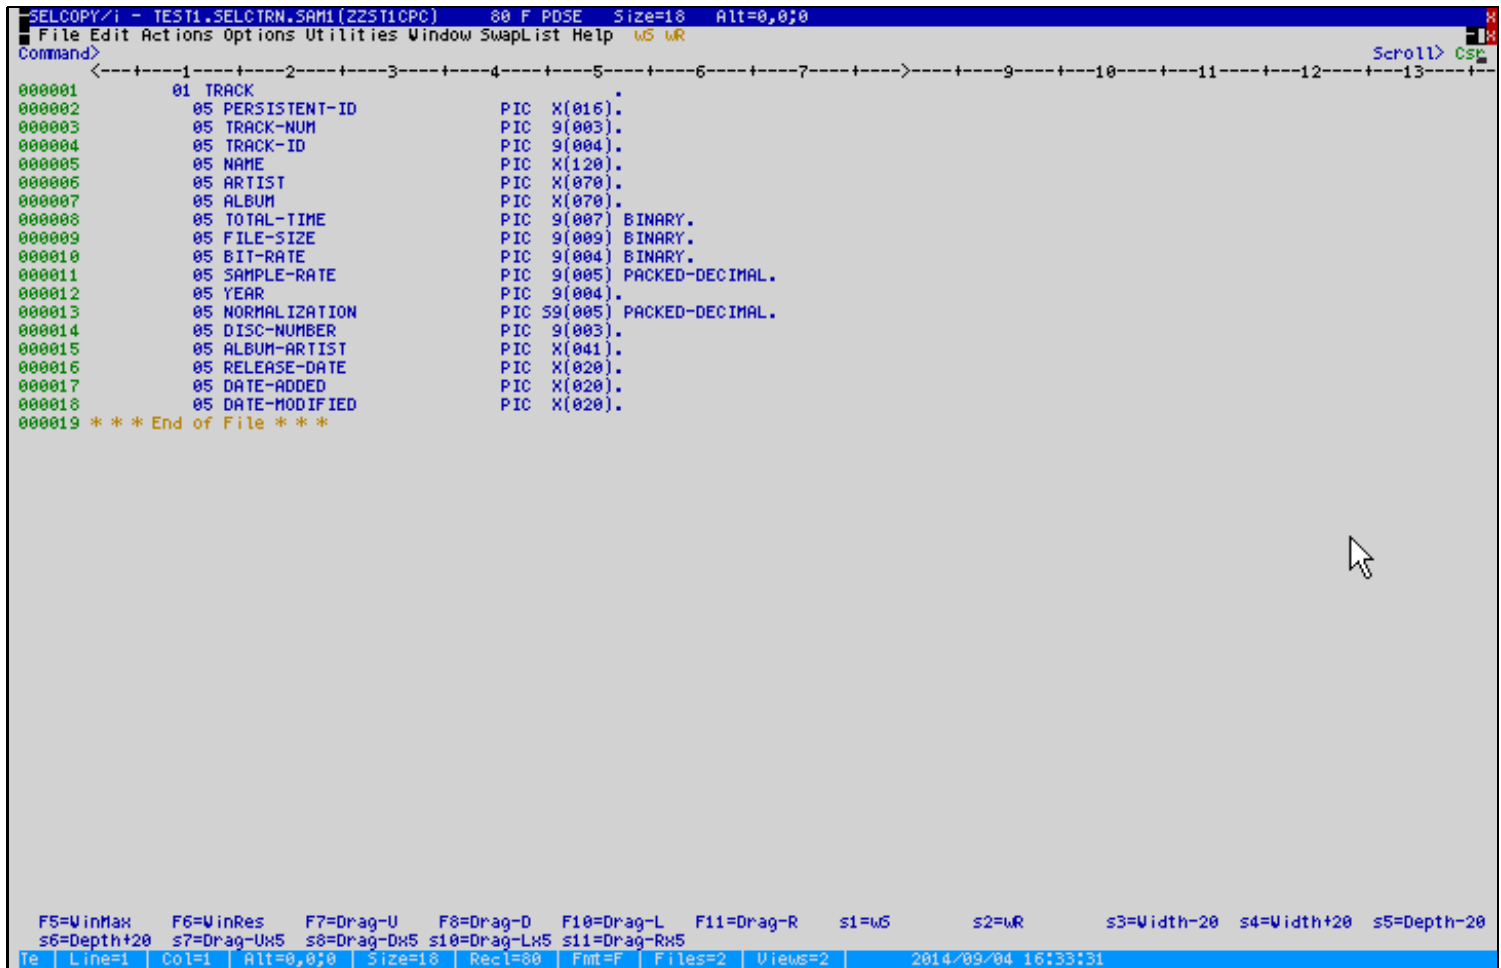 SELCOPY/i - TEST1.SELCTRN.SAM1(ZZST1CPC)     80 F PDSE   Size=18   Alt=0,0;0   x
File Edit Actions Options Utilities Window SwapList Help  wS wR   - x
Command>   Scroll> Csr
<---+----1----+----2----+----3----+----4----+----5----+----6----+----7----+---->----+----9----+---10----+---11----+---12----+---13----+--
000001         01 TRACK                                   .
000002           05 PERSISTENT-ID              PIC  X(016).
000003           05 TRACK-NUM                  PIC  9(003).
000004           05 TRACK-ID                   PIC  9(004).
000005           05 NAME                       PIC  X(120).
000006           05 ARTIST                     PIC  X(070).
000007           05 ALBUM                      PIC  X(070).
000008           05 TOTAL-TIME                 PIC  9(007) BINARY.
000009           05 FILE-SIZE                  PIC  9(009) BINARY.
000010           05 BIT-RATE                   PIC  9(004) BINARY.
000011           05 SAMPLE-RATE                PIC  9(005) PACKED-DECIMAL.
000012           05 YEAR                       PIC  9(004).
000013           05 NORMALIZATION              PIC S9(005) PACKED-DECIMAL.
000014           05 DISC-NUMBER                PIC  9(003).
000015           05 ALBUM-ARTIST               PIC  X(041).
000016           05 RELEASE-DATE               PIC  X(020).
000017           05 DATE-ADDED                 PIC  X(020).
000018           05 DATE-MODIFIED              PIC  X(020).
000019 * * * End of File * * *
F5=WinMax    F6=WinRes    F7=Drag-U    F8=Drag-D   F10=Drag-L   F11=Drag-R    s1=wS        s2=wR        s3=Width-20  s4=Width+20  s5=Depth-20
s6=Depth+20  s7=Drag-Ux5  s8=Drag-Dx5 s10=Drag-Lx5 s11=Drag-Rx5
Te | Line=1 | Col=1 | Alt=0,0;0 | Size=18 | Recl=80 | Fmt=F | Files=2 | Views=2 |      2014/09/04 16:33:31